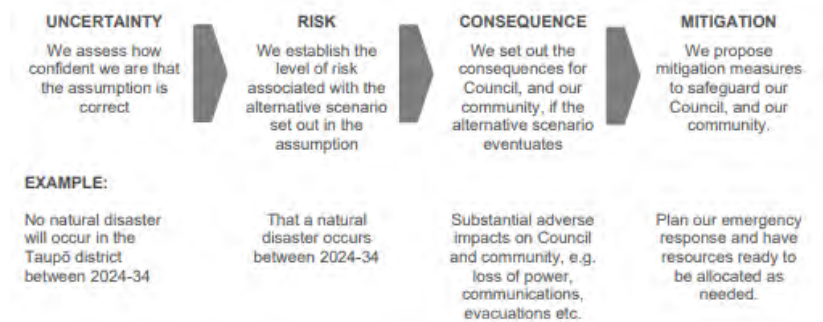 UNCERTAINTY
We assess how
confident we are that
the assumption is
correct
RISK
We establish the
level of risk
associated with the
alternative scenario
set out in the
assumption
CONSEQUENCE
We set out the
consequences for
Council, and our
community, if the
alternative scenario
eventuates
MITIGATION
We propose
mitigation measures
to safeguard our
Council, and our
community.
EXAMPLE:
No natural disaster
will occur in the
Taupō district
between 2024-34
That a natural
disaster occurs
between 2024-34
Substantial adverse
impacts on Council
and community, e.g.
loss of power,
communications,
evacuations etc.
Plan our emergency
response and have
resources ready to
be allocated as
needed.